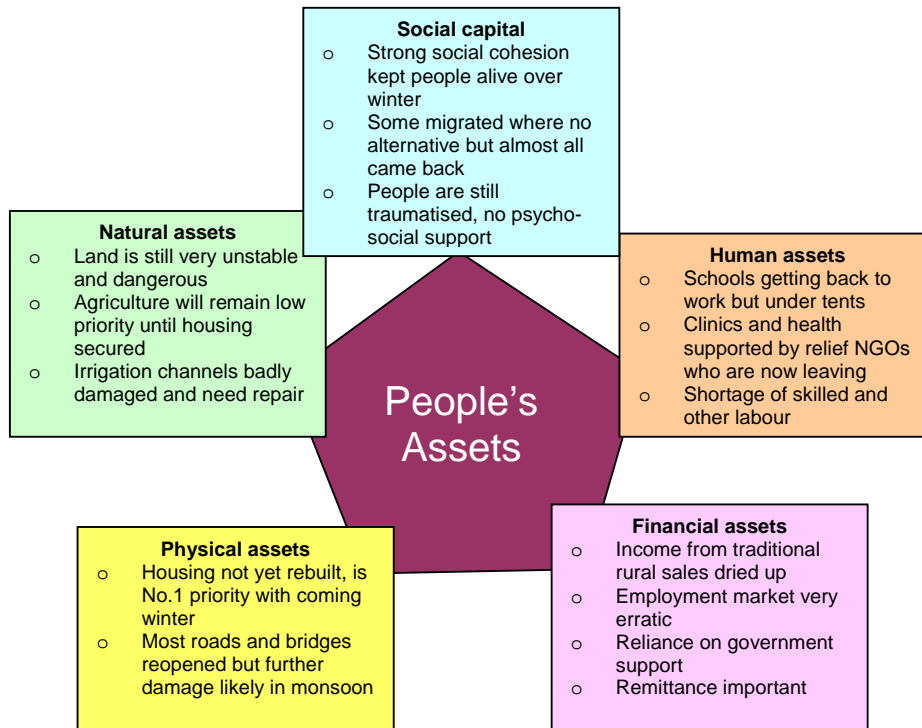 Social capital
o Strong social cohesion
kept people alive over
winter
o Some migrated where no
alternative but almost all
came back
o People are still
traumatised, no psycho-
social support
Natural assets
o Land is still very unstable
and dangerous
o Agriculture will remain low
priority until housing
secured
o Irrigation channels badly
damaged and need repair
Human assets
o Schools getting back to
work but under tents
o Clinics and health
supported by relief NGOs
who are now leaving
o Shortage of skilled and
other labour
People's
Assets
Physical assets
o Housing not yet rebuilt, is
No.1 priority with coming
winter
o Most roads and bridges
reopened but further
damage likely in monsoon
Financial assets
o Income from traditional
rural sales dried up
o Employment market very
erratic
o Reliance on government
support
o Remittance important